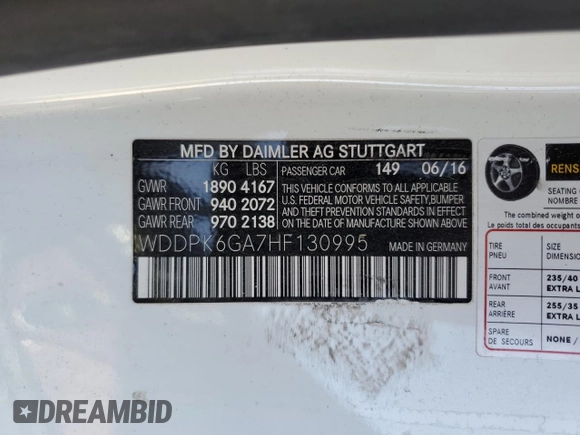 MFD BY DAIMLER AG STUTTGART
KG LBS PASSENGER CAR 149 06/16
GVWR 1890 4167 THIS VEHICLE CONFORMS TO ALL APPLICABLE
GAWR FRONT 940 2072 U.S. FEDERAL MOTOR VEHICLE SAFETY, BUMPER
AND THEFT PREVENTION STANDARDS IN EFFECT
GAWR REAR 970 2138 ON THE DATE OF MANUFACTURE SHOWN ABOVE
WDDPK6GA7HF130995 MADE IN GERMANY
SEATING
NOMBRE
The combined weight of
Le poids total des occupants
TIRE SIZE
PNEU DIMENSION
FRONT 235/40
AVANT EXTRA L
REAR 255/35
ARRIÈRE EXTRA L
SPARE
DE SECOURS NONE /
DREAMBID